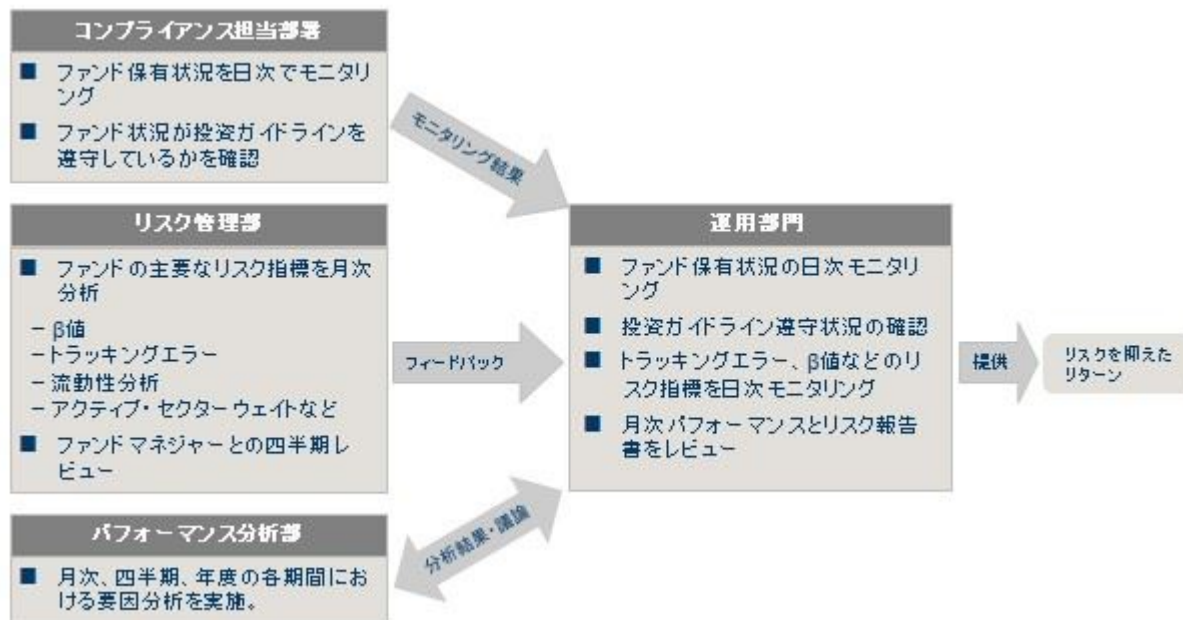 コンプライアンス担当部署
■ ファンド保有状況を日次でモニタリ
ング
■ ファンド状況が投資ガイドラインを
遵守しているかを確認
モニタリング結果
リスク管理部
■ ファンドの主要なリスク指標を月次
分析
－β値
－トラッキングエラー
－流動性分析
－アクティブ・セクターウェイトなど
■ ファンドマネジャーとの四半期レ
ビュー
フィードバック
パフォーマンス分析部
■ 月次、四半期、年度の各期間にお
ける要因分析を実施。
分析結果・議論
運用部門
■ ファンド保有状況の日次モニタリ
ング
■ 投資ガイドライン遵守状況の確認
■ トラッキングエラー、β値などのリ
スク指標を日次モニタリング
■ 月次パフォーマンスとリスク報告
書をレビュー
提供
リスクを抑えた
リターン